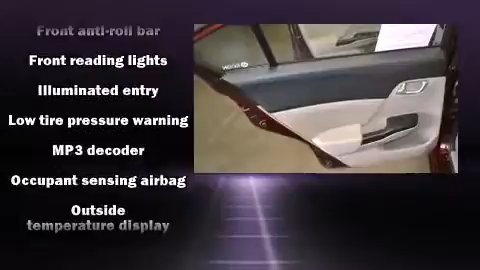 Front anti-roll bar
Front reading lights
Illuminated entry
Low tire pressure warning
MP3 decoder
Occupant sensing airbag
Outside
temperature display